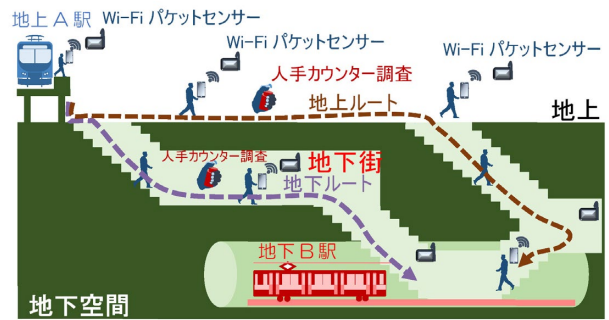 地上A駅
Wi-Fi パケットセンサー
Wi-Fi パケットセンサー
Wi-Fi パケットセンサー
人手カウンター調査
地上ルート
地上
人手カウンター調査
地下街
地下ルート
地下B駅
地下空間